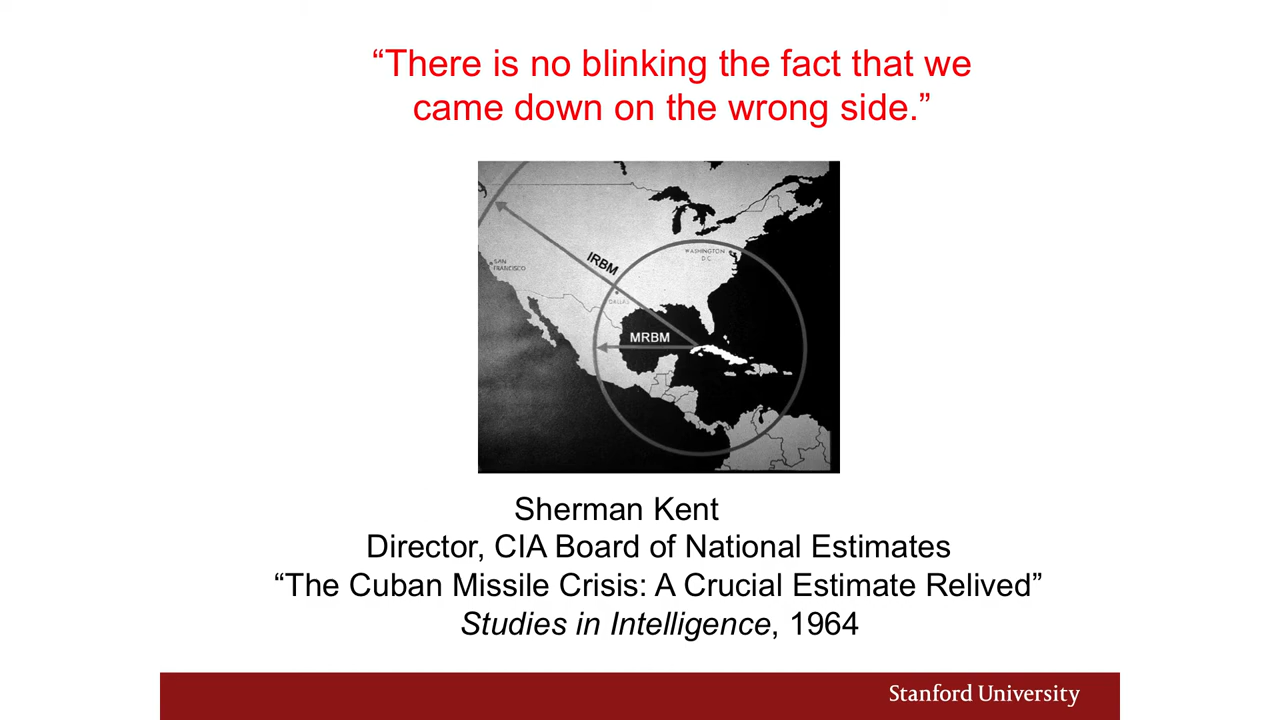 “There is no blinking the fact that we
came down on the wrong side.”
WASHINGTON
D.C.
IRBM
SAN
FRANCISCO
DALLAS
MRBM
Sherman Kent
Director, CIA Board of National Estimates
“The Cuban Missile Crisis: A Crucial Estimate Relived”
Studies in Intelligence, 1964
Stanford University